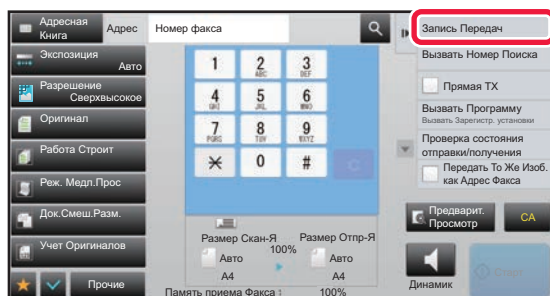 Адресная
Книга
Адрес
Номер факса
Запись Передач
Экспозиция
Авто
Вызвать Номер Поиска
Разрешение
Сверхвысокое
Прямая TX
Оригинал
Вызвать Программу
Вызвать Зарегистр. установки
Работа Строит
Проверка состояния
отправки/получения
Реж. Медл.Прос
Передать То Же Изоб.
как Адрес Факса
Док.Смеш.Разм.
Учет Оригиналов
Прочие
1
2
ABC
3
DEF
4
GHI
5
JKL
6
MNO
7
PQRS
8
TUV
9
WXYZ
0
#
C
Размер Скан-Я
100%
Размер Отпр-Я
Авто
A4
Авто
A4
Память приема Факса :
100%
Предварит.
Просмотр
CA
Динамик
Старт